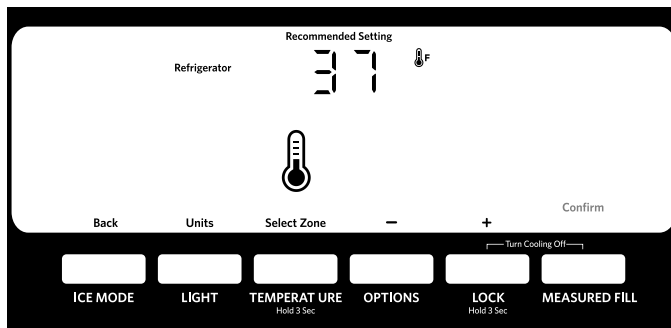 Recommended Setting
Refrigerator 37 F
Back Units Select Zone − + Confirm
Turn Cooling Off
ICE MODE LIGHT TEMPERAT URE OPTIONS LOCK MEASURED FILL
Hold 3 Sec Hold 3 Sec